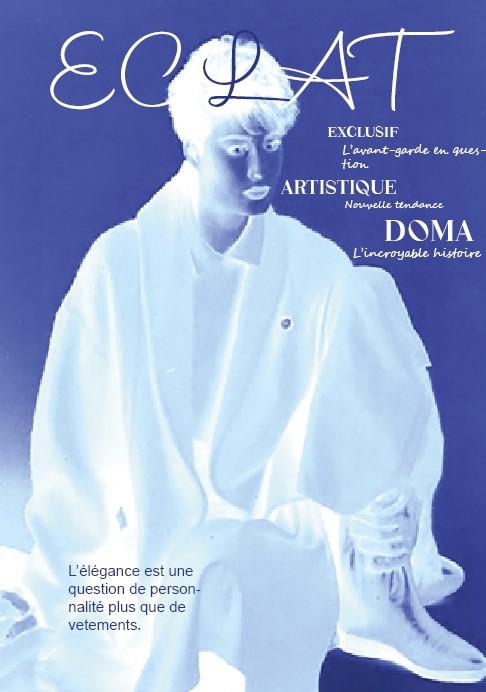 ECLAT
EXCLUSIF
L'avant-garde en ques-
tion
ARTISTIQUE
Nouvelle tendance
DOMA
L'incroyable histoire
L'élégance est une
question de person-
nalité plus que de
vetements.